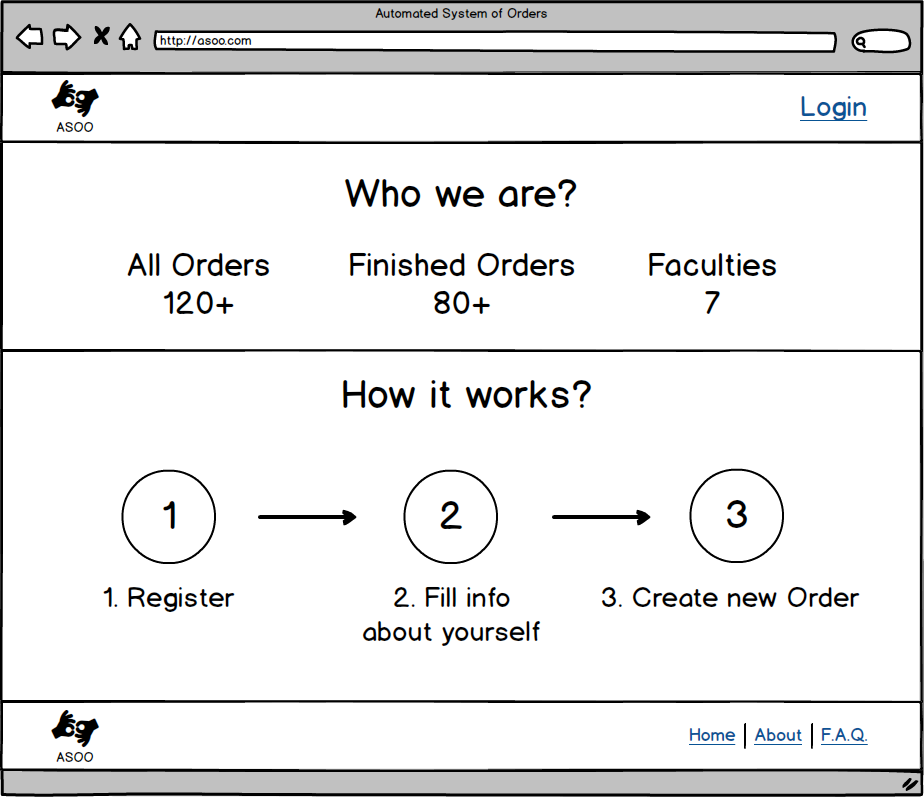 Automated System of Orders
http://asoo.com
ASOO
Login
Who we are?
All Orders
120+
Finished Orders
80+
Faculties
7
How it works?
1
2
3
1. Register
2. Fill info
about yourself
3. Create new Order
ASOO
Home | About | F.A.Q.